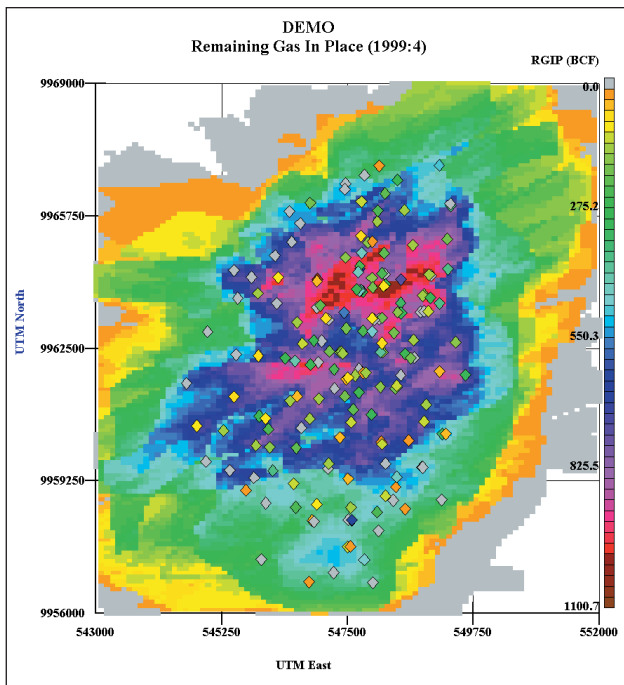 DEMO
Remaining Gas In Place (1999:4)
RGIP (BCF)
9969000
0.0
9965750
275.2
UTM North
9962500
550.3
9959250
825.5
9956000
1100.7
543000 545250 547500 549750 552000
UTM East